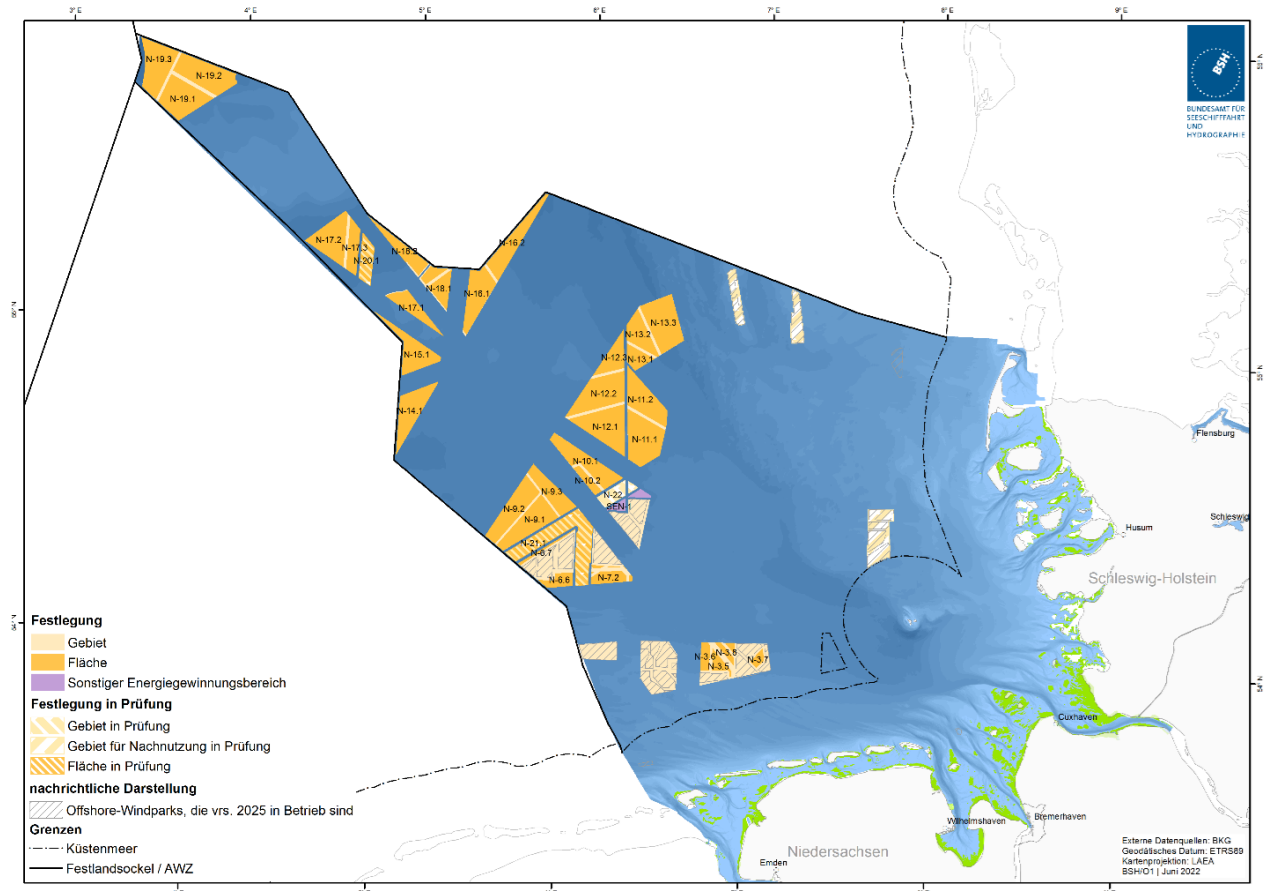 3° E
4° E
5° E
6° E
7° E
8° E
9° E
BSH
BUNDESAMT FÜR
SEESCHIFFFAHRT
UND
HYDROGRAPHIE
N-19.3
N-19.2
N-19.1
N-17.2
N-17.3
N-20.1
N-18.2
N-18.1
N-16.2
N-16.1
N-17.1
N-15.1
N-14.1
N-13.3
N-13.2
N-13.1
N-12.3
N-12.2
N-12.1
N-11.2
N-11.1
N-10.1
N-10.2
N-22
SEN-1
N-9.3
N-9.2
N-9.1
N-21.1
N-6.7
N-6.6
N-7.2
N-3.6
N-3.8
N-3.5
N-3.7
55° N
54° N
Flensburg
Schleswig
Husum
Schleswig-Holstein
Cuxhaven
Wilhelmshaven
Bremerhaven
Niedersachsen
Emden
Festlegung
Gebiet
Fläche
Sonstiger Energiegewinnungsbereich
Festlegung in Prüfung
Gebiet in Prüfung
Gebiet für Nachnutzung in Prüfung
Fläche in Prüfung
nachrichtliche Darstellung
Offshore-Windparks, die vrs. 2025 in Betrieb sind
Grenzen
Küstenmeer
Festlandsockel / AWZ
Externe Datenquellen: BKG
Geodätisches Datum: ETRS89
Kartenprojektion: LAEA
BSH/O1 | Juni 2022